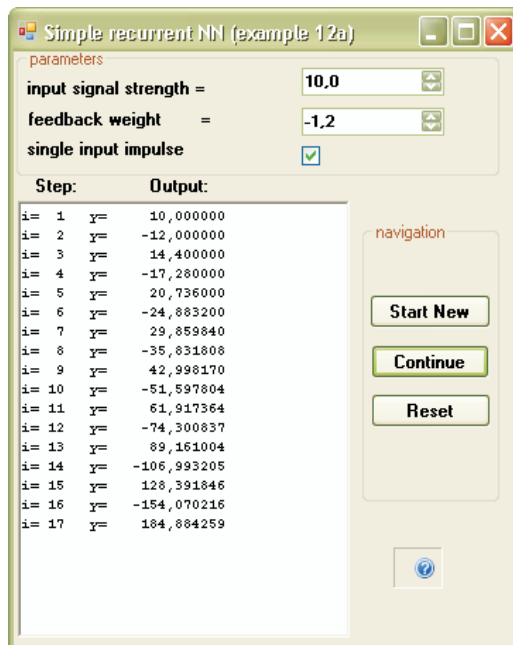 Simple recurrent NN (example 12a)
parameters
input signal strength = 10,0
feedback weight = -1,2
single input impulse
Step: Output:
i= 1 y= 10,000000
i= 2 y= -12,000000
i= 3 y= 14,400000
i= 4 y= -17,280000
i= 5 y= 20,736000
i= 6 y= -24,883200
i= 7 y= 29,859840
i= 8 y= -35,831808
i= 9 y= 42,998170
i= 10 y= -51,597804
i= 11 y= 61,917364
i= 12 y= -74,300837
i= 13 y= 89,161004
i= 14 y= -106,993205
i= 15 y= 128,391846
i= 16 y= -154,070216
i= 17 y= 184,884259
navigation
Start New
Continue
Reset